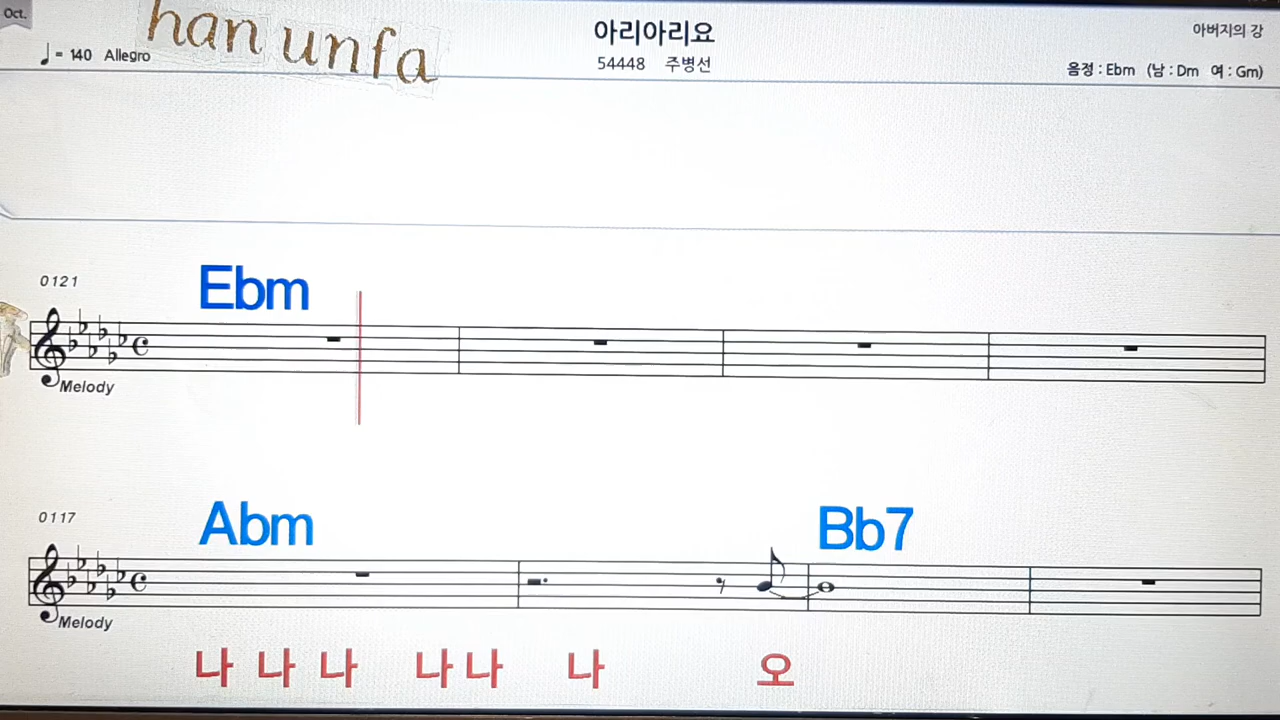 Oct.
han unfa
♩= 140 Allegro
아리아리요
54448 주병선
아버지의 강
음정 : Ebm (남 : Dm 여 : Gm)
0121
Ebm
Melody
0117
Abm
Bb7
Melody
나 나 나 나 나 나 오